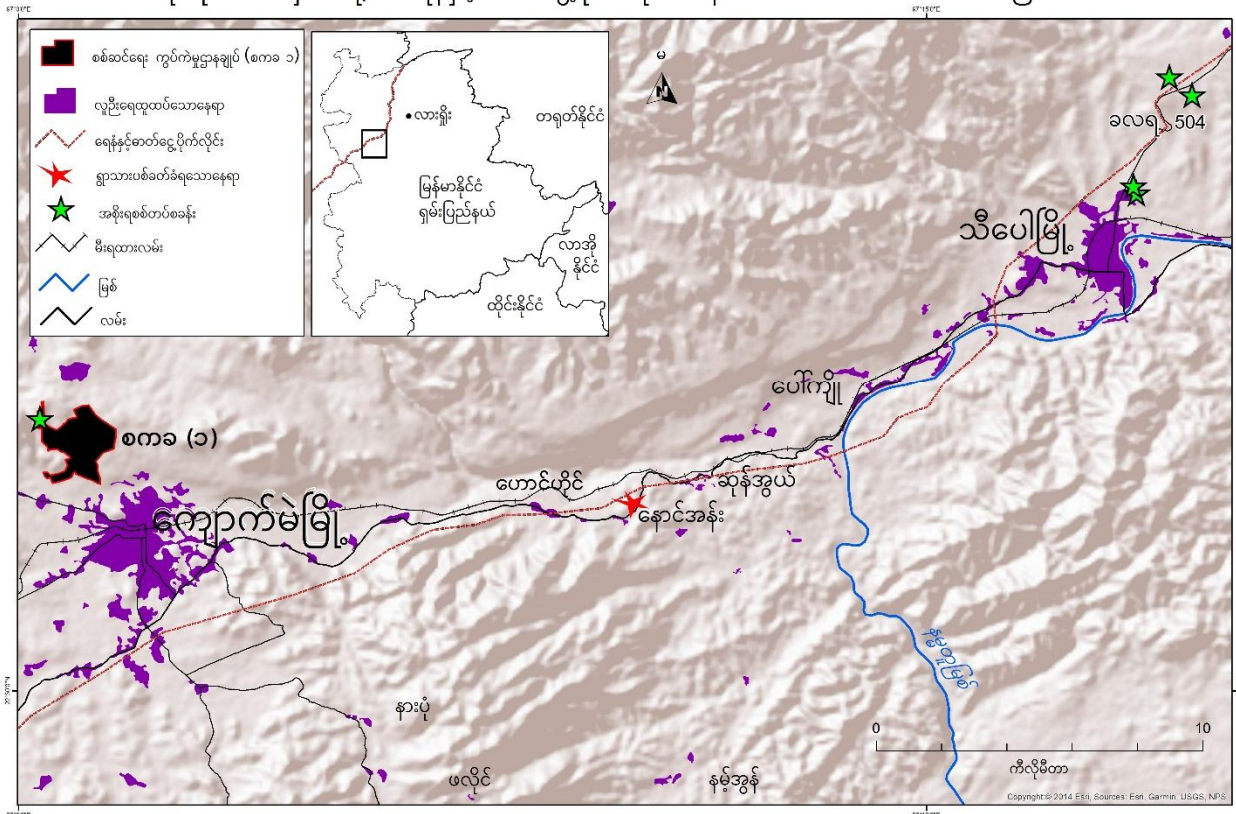 စစ်ဆင်ရေး ကွပ်ကဲမှုဌာနချုပ် (စကခ ၁)
လူဦးရေထူထပ်သောနေရာ
ရေနံနှင့်ဓာတ်ငွေ့ပိုက်လိုင်း
ရွာသားပစ်ခတ်ခံရသောနေရာ
အစိုးရစစ်တပ်စခန်း
မီးရထားလမ်း
မြစ်
လမ်း
လားရှိုး
တရုတ်နိုင်ငံ
မြန်မာနိုင်ငံ
ရှမ်းပြည်နယ်
လာအို
နိုင်ငံ
ထိုင်းနိုင်ငံ
မ
N
ခလရ 504
သီပေါမြို့
ပေါ်ကျို
စကခ (၁)
ဟောင်ဟိုင်
ဆုန်အွယ်
နောင်အန်း
ကျောက်မဲမြို့
နမ္မတူမြစ်
နားပုံ
ဖလိုင်
နမ့်အွန်
0 10
ကီလိုမီတာ
Copyright:© 2014 Esri, Sources: Esri, Garmin, USGS, NPS